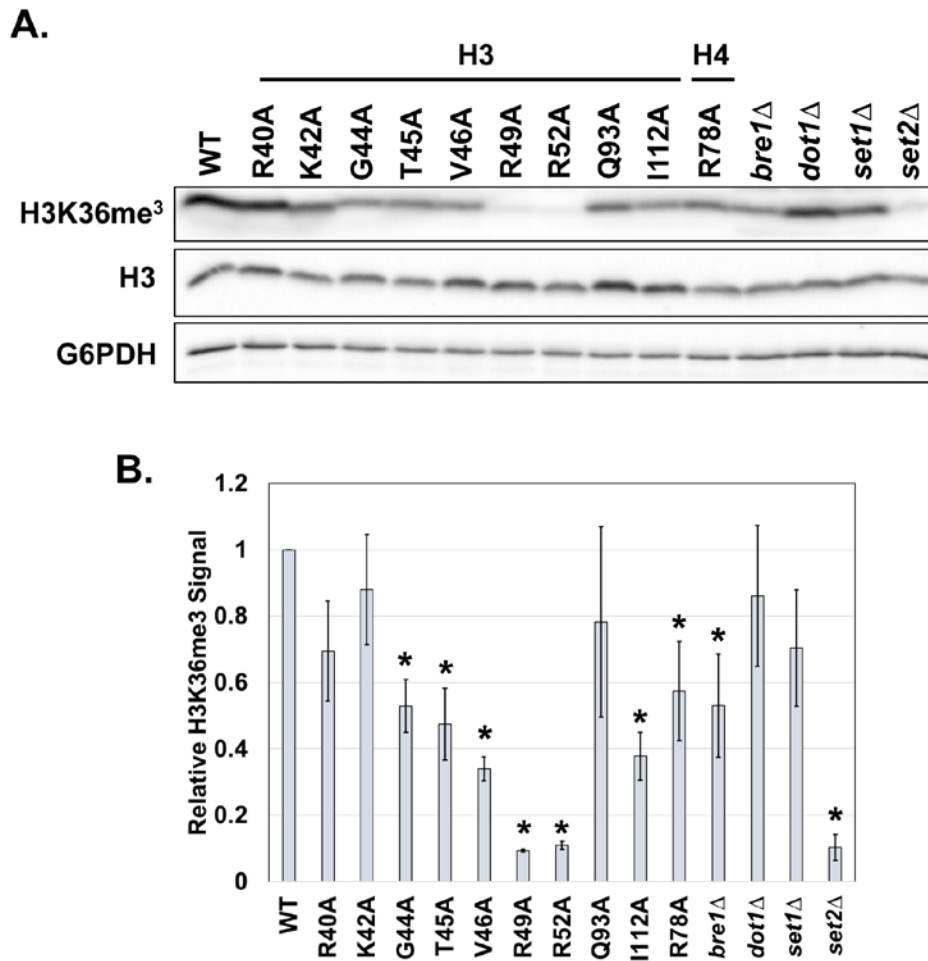 A.
H3 H4
WT R40A K42A G44A T45A V46A R49A R52A Q93A I112A R78A bre1Δ dot1Δ set1Δ set2Δ
H3K36me³
H3
G6PDH
B.
1.2
1
0.8
0.6
0.4
0.2
0
Relative H3K36me3 Signal
* * * * * * * * *
WT R40A K42A G44A T45A V46A R49A R52A Q93A I112A R78A bre1Δ dot1Δ set1Δ set2Δ